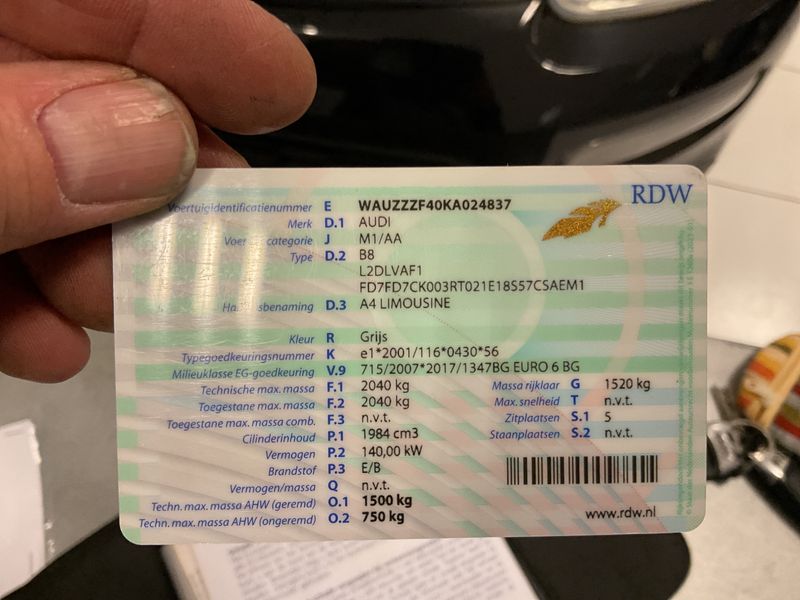 RDW
Voertuigidentificatienummer E WAUZZZF40KA024837
Merk D.1 AUDI
J M1/AA
Type D.2 B8
L2DLVAF1
FD7FD7CK003RT021E18S57CSAEM1
D.3 A4 LIMOUSINE
Kleur R Grijs
Typegoedkeuringsnummer K e1*2001/116*0430*56
Milieuklasse EG-goedkeuring V.9 715/2007*2017/1347BG EURO 6 BG
Technische max. massa F.1 2040 kg Massa rijklaar G 1520 kg
Toegestane max. massa F.2 2040 kg Max. snelheid T n.v.t.
Toegestane max. massa comb. F.3 n.v.t. Zitplaatsen S.1 5
Cilinderinhoud P.1 1984 cm3 Staanplaatsen S.2 n.v.t.
Vermogen P.2 140,00 kW
Brandstof P.3 E/B
Vermogen/massa Q n.v.t.
Techn. max. massa AHW (geremd) O.1 1500 kg
Techn. max. massa AHW (ongeremd) O.2 750 kg
www.rdw.nl